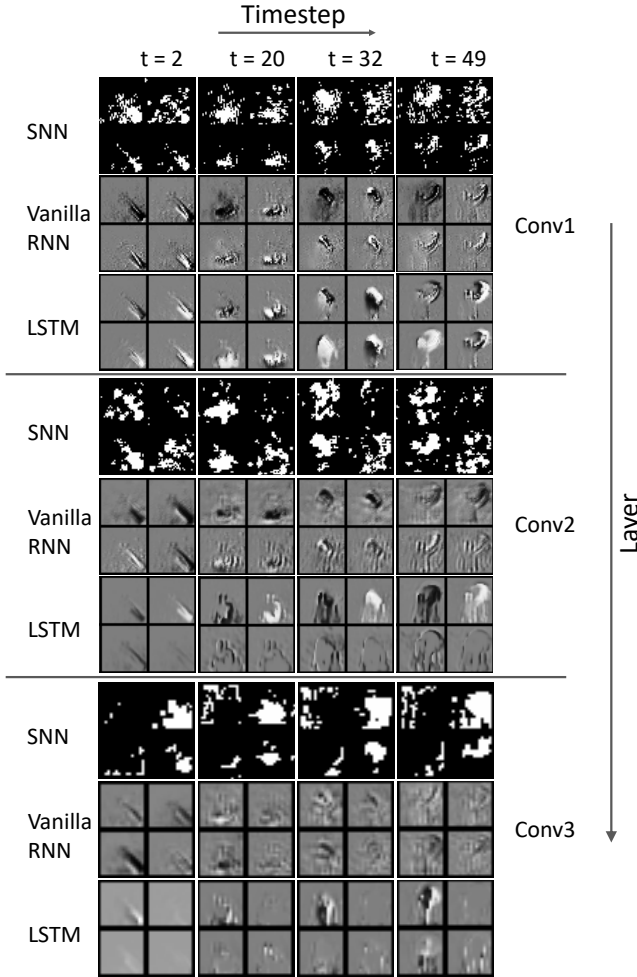 Timestep
t = 2 t = 20 t = 32 t = 49
SNN
Vanilla
RNN
LSTM
Conv1
SNN
Vanilla
RNN
LSTM
Conv2
Layer
SNN
Vanilla
RNN
LSTM
Conv3